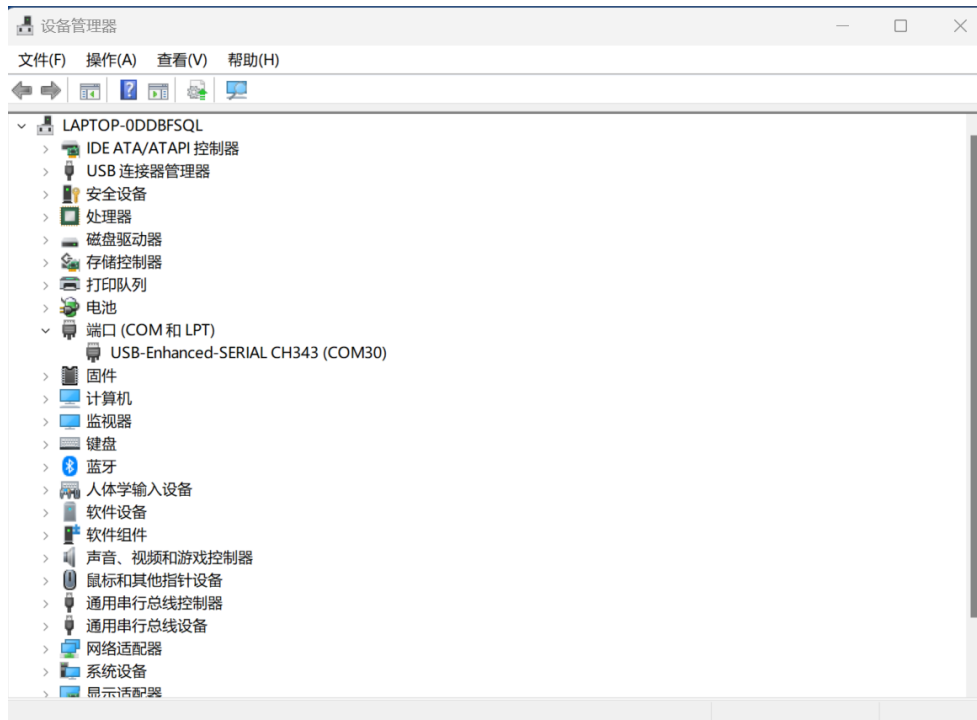 设备管理器
文件(F) 操作(A) 查看(V) 帮助(H)
LAPTOP-0DDBFSQL
IDE ATA/ATAPI 控制器
USB 连接器管理器
安全设备
处理器
磁盘驱动器
存储控制器
打印队列
电池
端口 (COM 和 LPT)
USB-Enhanced-SERIAL CH343 (COM30)
固件
计算机
监视器
键盘
蓝牙
人体学输入设备
软件设备
软件组件
声音、视频和游戏控制器
鼠标和其他指针设备
通用串行总线控制器
通用串行总线设备
网络适配器
系统设备
显示适配器